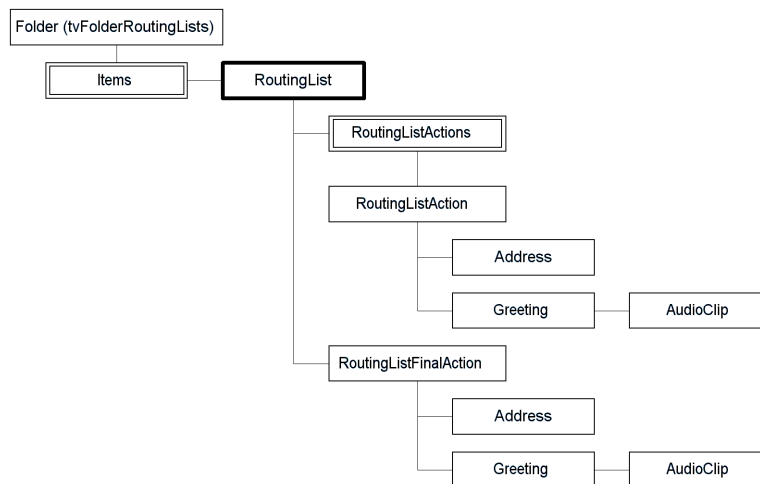 Folder (tvFolderRoutingLists)
Items
RoutingList
RoutingListActions
RoutingListAction
Address
Greeting
AudioClip
RoutingListFinalAction
Address
Greeting
AudioClip